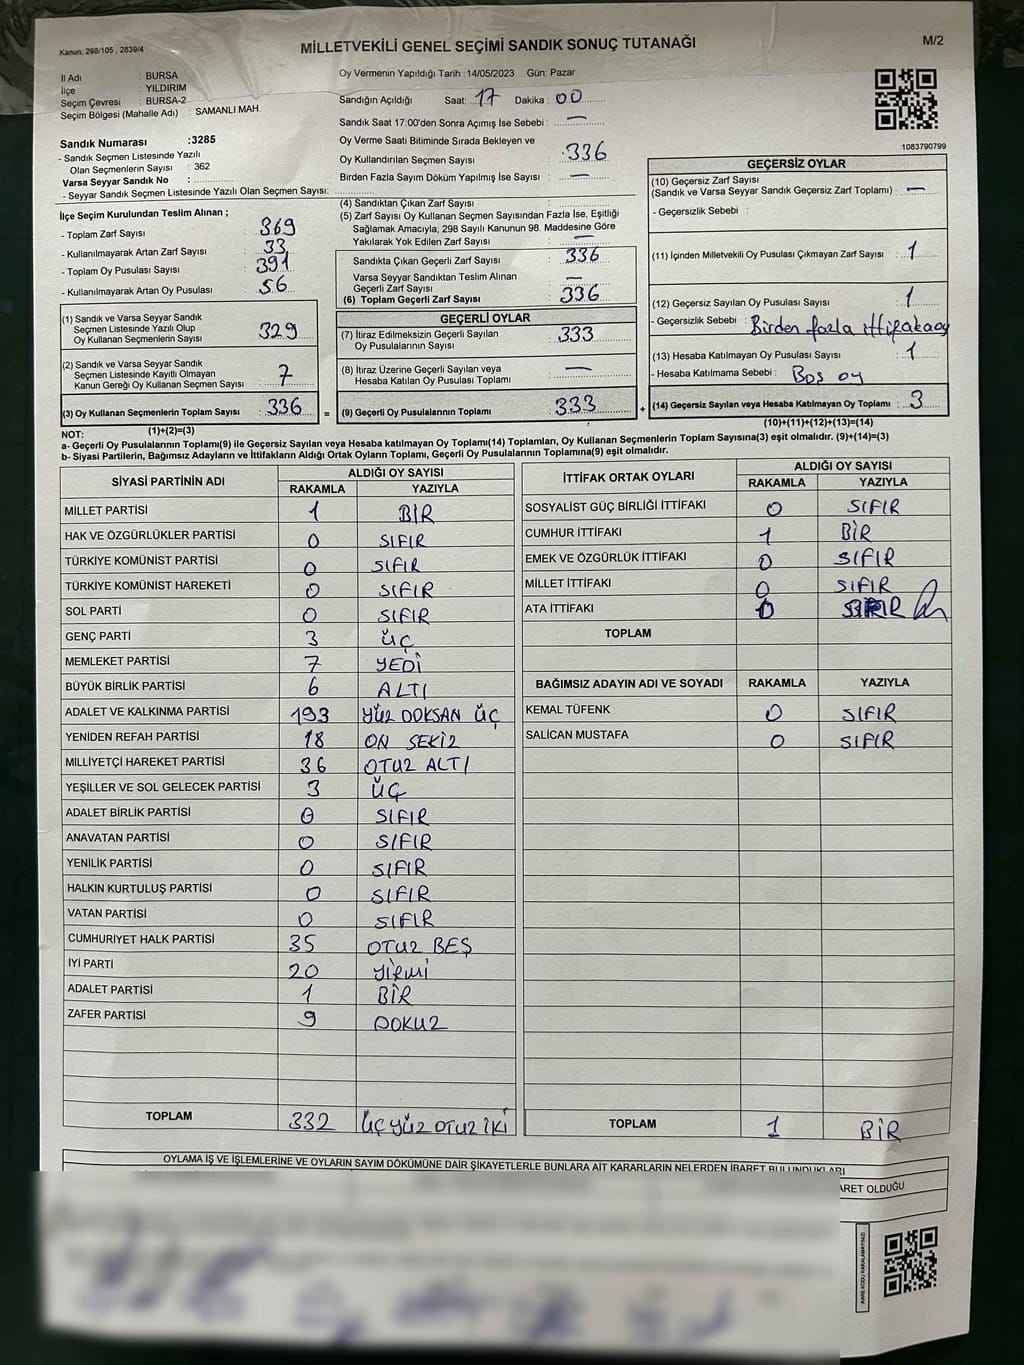 Kanun: 298/105 , 2839/4
MİLLETVEKİLİ GENEL SEÇİMİ SANDIK SONUÇ TUTANAĞI
M/2
İl Adı : BURSA
İlçe : YILDIRIM
Seçim Çevresi : BURSA-2
Seçim Bölgesi (Mahalle Adı) : SAMANLI MAH.
Oy Vermenin Yapıldığı Tarih :14/05/2023 Gün: Pazar
Sandığın Açıldığı Saat: 17 Dakika : 00
Sandık Saat 17:00'den Sonra Açımış İse Sebebi : —
Oy Verme Saati Bitiminde Sırada Bekleyen ve
Oy Kullandırılan Seçmen Sayısı : 336
Birden Fazla Sayım Döküm Yapılmış İse Sayısı : —
Sandık Numarası :3285
- Sandık Seçmen Listesinde Yazılı
Olan Seçmenlerin Sayısı : 362
Varsa Seyyar Sandık No :
- Seyyar Sandık Seçmen Listesinde Yazılı Olan Seçmen Sayısı:
İlçe Seçim Kurulundan Teslim Alınan ;
- Toplam Zarf Sayısı : 369
- Kullanılmayarak Artan Zarf Sayısı : 33
- Toplam Oy Pusulası Sayısı : 391
- Kullanılmayarak Artan Oy Pusulası : 56
(1) Sandık ve Varsa Seyyar Sandık
Seçmen Listesinde Yazılı Olup
Oy Kullanan Seçmenlerin Sayısı : 329
(2) Sandık ve Varsa Seyyar Sandık
Seçmen Listesinde Kayıtlı Olmayan
Kanun Gereği Oy Kullanan Seçmen Sayısı : 7
(3) Oy Kullanan Seçmenlerin Toplam Sayısı : 336 =
(1)+(2)=(3)
(4) Sandıktan Çıkan Zarf Sayısı :
(5) Zarf Sayısı Oy Kullanan Seçmen Sayısından Fazla İse, Eşitliği
Sağlamak Amacıyla, 298 Sayılı Kanunun 98. Maddesine Göre
Yakılarak Yok Edilen Zarf Sayısı : —
Sandıkta Çıkan Geçerli Zarf Sayısı : 336
Varsa Seyyar Sandıktan Teslim Alınan
Geçerli Zarf Sayısı : —
(6) Toplam Geçerli Zarf Sayısı : 336
GEÇERLİ OYLAR
(7) İtiraz Edilmeksizin Geçerli Sayılan
Oy Pusulalarının Sayısı : 333
(8) İtiraz Üzerine Geçerli Sayılan veya
Hesaba Katılan Oy Pusulası Toplamı : —
(9) Geçerli Oy Pusulalarının Toplamı : 333 +
1083790799
GEÇERSİZ OYLAR
(10) Geçersiz Zarf Sayısı
(Sandık ve Varsa Seyyar Sandık Geçersiz Zarf Toplamı) : —
- Geçersizlik Sebebi :
(11) İçinden Milletvekili Oy Pusulası Çıkmayan Zarf Sayısı : 1
(12) Geçersiz Sayılan Oy Pusulası Sayısı : 1
- Geçersizlik Sebebi : Birden fazla ittifaka oy
(13) Hesaba Katılmayan Oy Pusulası Sayısı : 1
- Hesaba Katılmama Sebebi : Boş oy
(14) Geçersiz Sayılan veya Hesaba Katılmayan Oy Toplamı : 3
(10)+(11)+(12)+(13)=(14)
NOT:
a- Geçerli Oy Pusulalarının Toplamı(9) ile Geçersiz Sayılan veya Hesaba katılmayan Oy Toplamı(14) Toplamları, Oy Kullanan Seçmenlerin Toplam Sayısına(3) eşit olmalıdır. (9)+(14)=(3)
b- Siyasi Partilerin, Bağımsız Adayların ve İttifakların Aldığı Ortak Oyların Toplamı, Geçerli Oy Pusulalarının Toplamına(9) eşit olmalıdır.
SİYASİ PARTİNİN ADI ALDIĞI OY SAYISI
RAKAMLA YAZIYLA
MİLLET PARTİSİ 1 BİR
HAK VE ÖZGÜRLÜKLER PARTİSİ 0 SIFIR
TÜRKİYE KOMÜNİST PARTİSİ 0 SIFIR
TÜRKİYE KOMÜNİST HAREKETİ 0 SIFIR
SOL PARTİ 0 SIFIR
GENÇ PARTİ 3 ÜÇ
MEMLEKET PARTİSİ 7 YEDİ
BÜYÜK BİRLİK PARTİSİ 6 ALTI
ADALET VE KALKINMA PARTİSİ 193 YÜZ DOKSAN ÜÇ
YENİDEN REFAH PARTİSİ 18 ON SEKİZ
MİLLİYETÇİ HAREKET PARTİSİ 36 OTUZ ALTI
YEŞİLLER VE SOL GELECEK PARTİSİ 3 ÜÇ
ADALET BİRLİK PARTİSİ 0 SIFIR
ANAVATAN PARTİSİ 0 SIFIR
YENİLİK PARTİSİ 0 SIFIR
HALKIN KURTULUŞ PARTİSİ 0 SIFIR
VATAN PARTİSİ 0 SIFIR
CUMHURİYET HALK PARTİSİ 35 OTUZ BEŞ
İYİ PARTİ 20 YİRMİ
ADALET PARTİSİ 1 BİR
ZAFER PARTİSİ 9 DOKUZ
TOPLAM 332 ÜÇ YÜZ OTUZ İKİ
İTTİFAK ORTAK OYLARI ALDIĞI OY SAYISI
RAKAMLA YAZIYLA
SOSYALİST GÜÇ BİRLİĞİ İTTİFAKI 0 SIFIR
CUMHUR İTTİFAKI 1 BİR
EMEK VE ÖZGÜRLÜK İTTİFAKI 0 SIFIR
MİLLET İTTİFAKI 0 SIFIR
ATA İTTİFAKI 0 SIFIR
TOPLAM
BAĞIMSIZ ADAYIN ADI VE SOYADI RAKAMLA YAZIYLA
KEMAL TÜFENK 0 SIFIR
SALİCAN MUSTAFA 0 SIFIR
TOPLAM 1 BİR
OYLAMA İŞ VE İŞLEMLERİNE VE OYLARIN SAYIM DÖKÜMÜNE DAİR ŞİKAYETLERLE BUNLARA AİT KARARLARIN NELERDEN İBARET BULUNDUKLARI
ARET OLDUĞU
KARE KODU KARALAMAYINIZ!